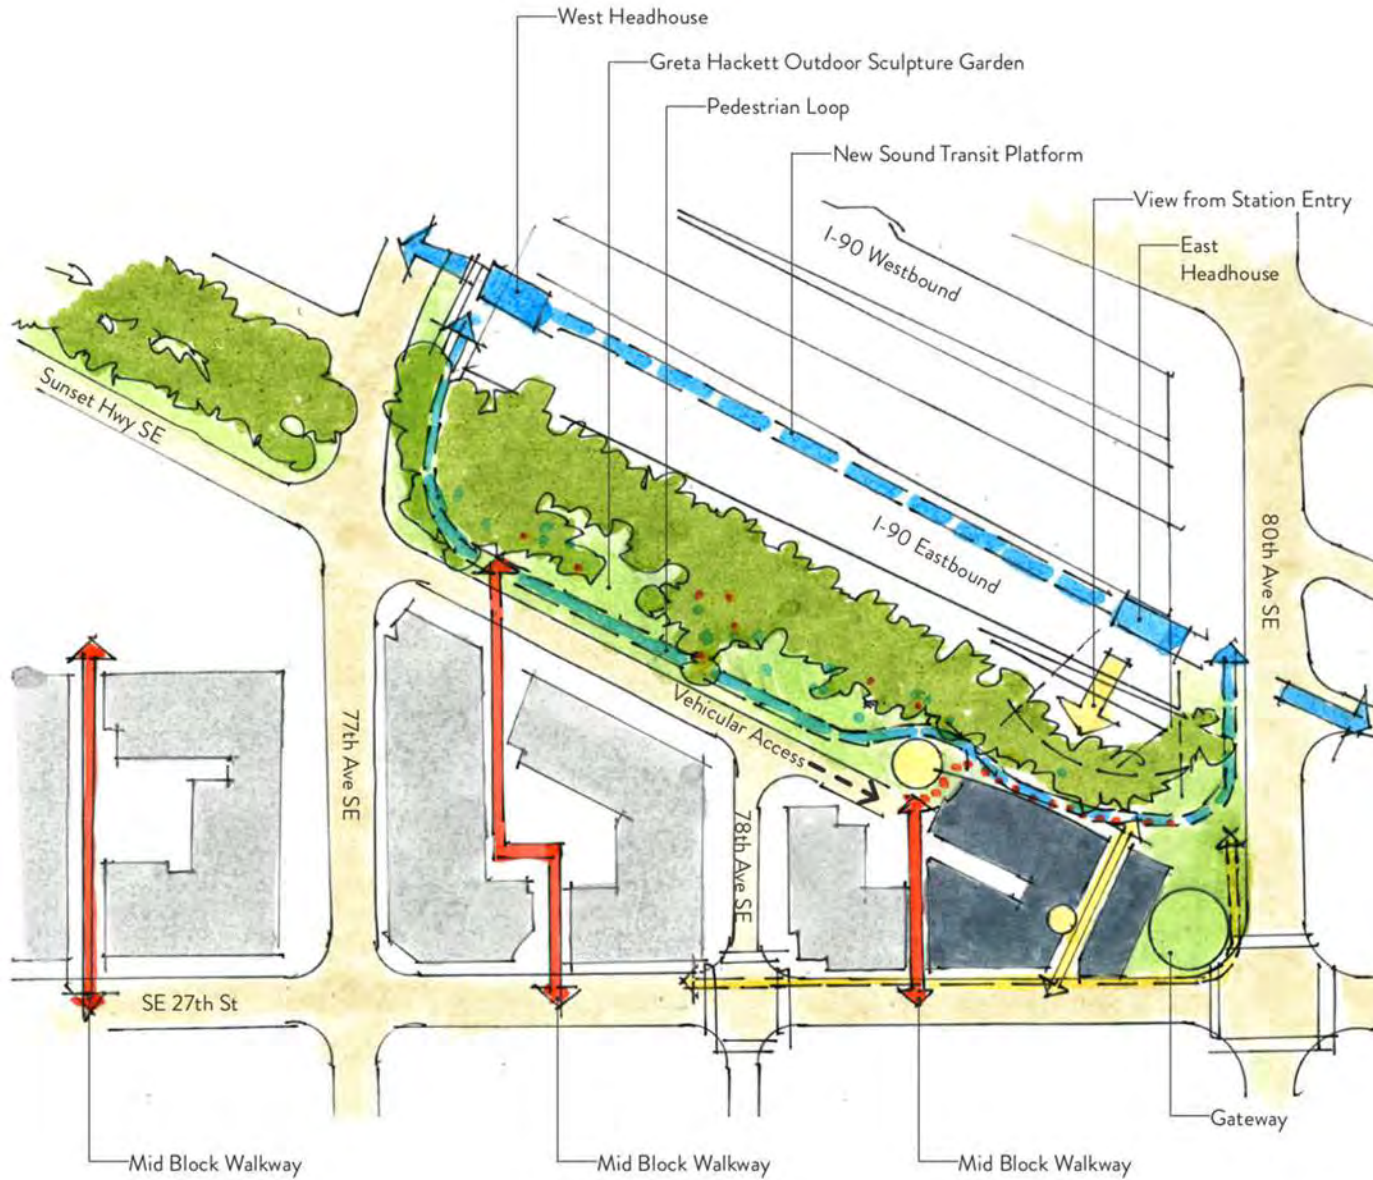 West Headhouse
Greta Hackett Outdoor Sculpture Garden
Pedestrian Loop
New Sound Transit Platform
View from Station Entry
East
Headhouse
I-90 Westbound
Sunset Hwy SE
I-90 Eastbound
80th Ave SE
77th Ave SE
Vehicular Access
78th Ave SE
SE 27th St
Gateway
Mid Block Walkway
Mid Block Walkway
Mid Block Walkway